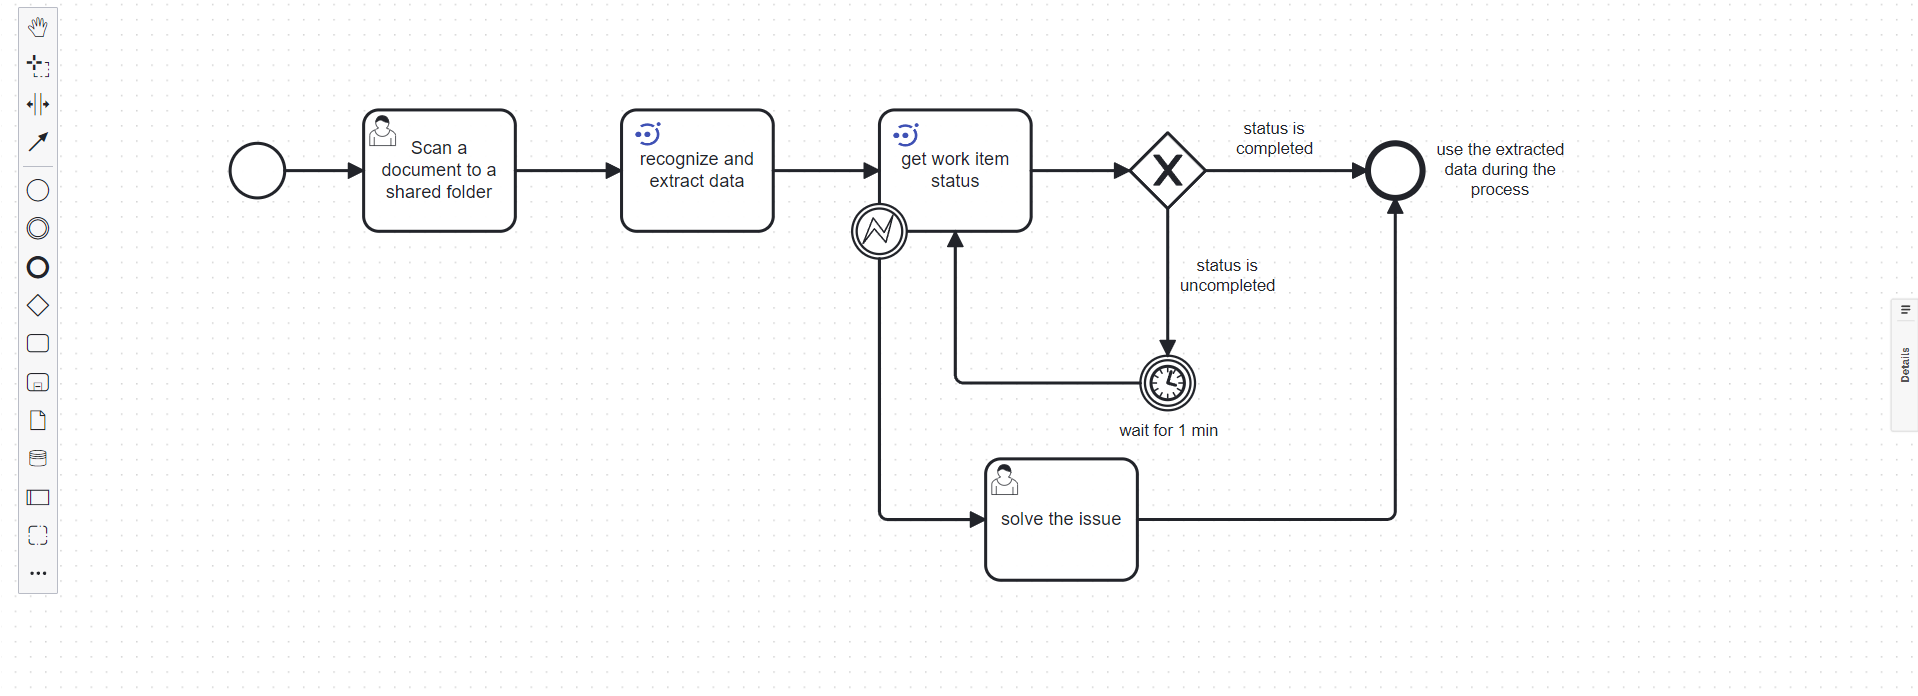 Scan a
document to a
shared folder
recognize and
extract data
get work item
status
status is
completed
use the extracted
data during the
process
status is
uncompleted
wait for 1 min
solve the issue
Details